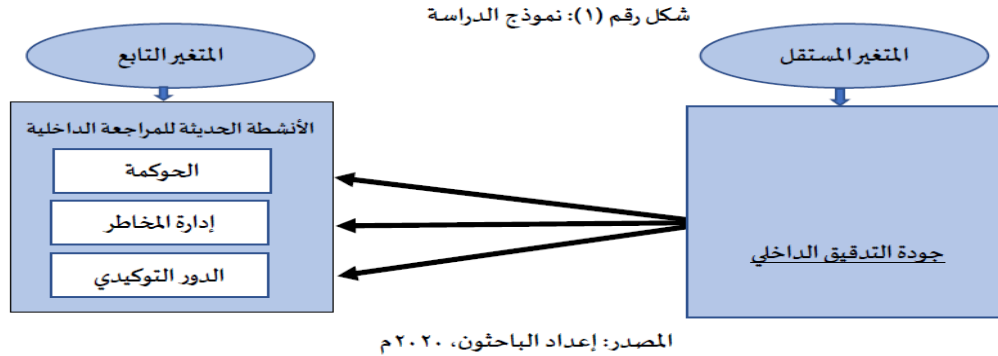 شكل رقم (١): نموذج الدراسة
المتغير المستقل
المتغير التابع
جودة التدقيق الداخلي
الأنشطة الحديثة للمراجعة الداخلية
الحوكمة
إدارة المخاطر
الدور التوكيدي
المصدر: إعداد الباحثون، ٢٠٢٠م